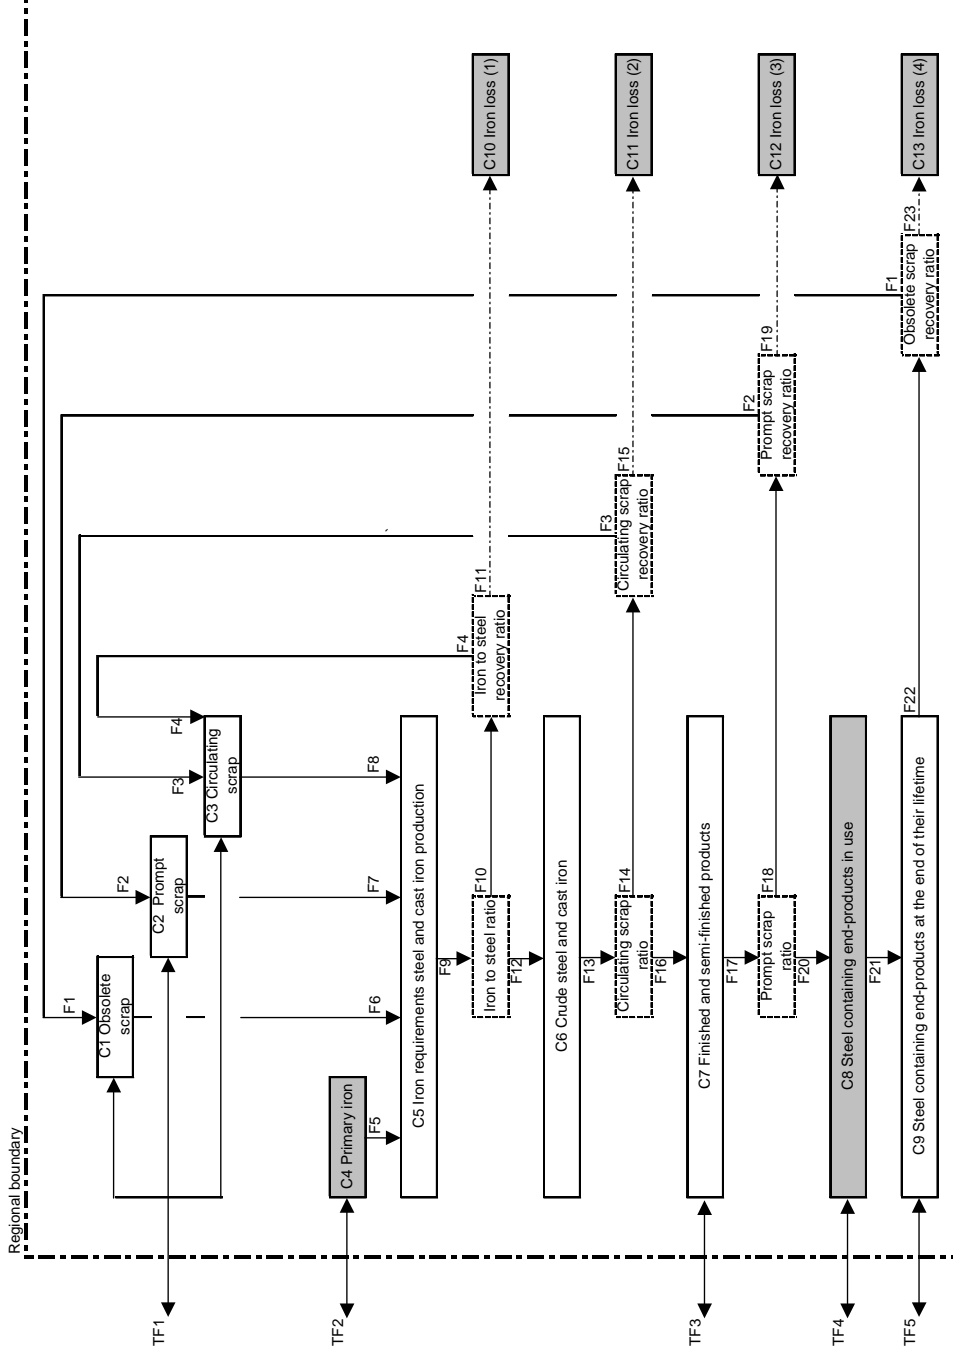 Regional boundary
TF1
TF2
TF3
TF4
TF5
F1
C1 Obsolete
scrap
F2
C2 Prompt
scrap
F3
F4
C3 Circulating
scrap
C4 Primary iron
F5
F6
F7
F8
C5 Iron requirements steel and cast iron production
F9
Iron to steel ratio
F10
F4
Iron to steel
recovery ratio
F11
C10 Iron loss (1)
F12
C6 Crude steel and cast iron
F13
Circulating scrap
ratio
F14
F3
Circulating scrap
recovery ratio
F15
C11 Iron loss (2)
F16
C7 Finished and semi-finished products
F17
Prompt scrap
ratio
F18
F2
Prompt scrap
recovery ratio
F19
C12 Iron loss (3)
F20
C8 Steel containing end-products in use
F21
C9 Steel containing end-products at the end of their lifetime
F22
F1
Obsolete scrap
recovery ratio
F23
C13 Iron loss (4)